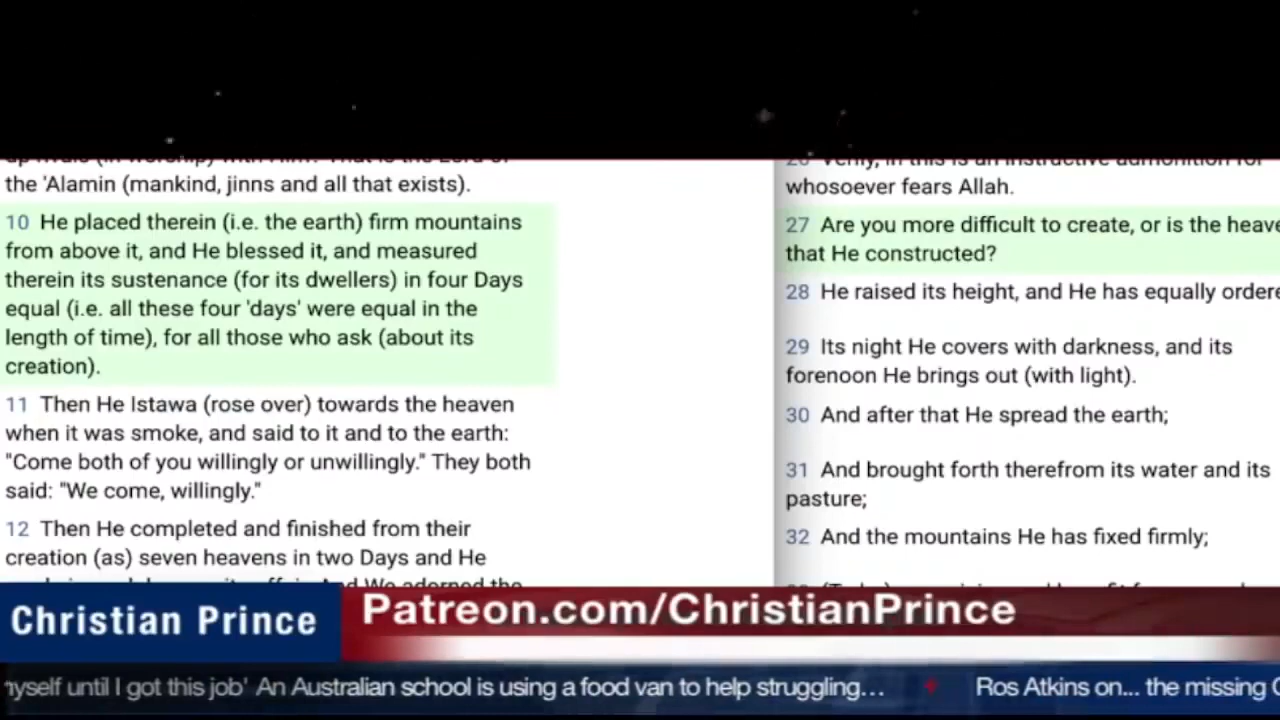 the 'Alamin (mankind, jinns and all that exists).
10 He placed therein (i.e. the earth) firm mountains
from above it, and He blessed it, and measured
therein its sustenance (for its dwellers) in four Days
equal (i.e. all these four 'days' were equal in the
length of time), for all those who ask (about its
creation).
11 Then He Istawa (rose over) towards the heaven
when it was smoke, and said to it and to the earth:
"Come both of you willingly or unwillingly." They both
said: "We come, willingly."
12 Then He completed and finished from their
creation (as) seven heavens in two Days and He
26 Verily, in this is an instructive admonition for
whosoever fears Allah.
27 Are you more difficult to create, or is the heave
that He constructed?
28 He raised its height, and He has equally ordere
29 Its night He covers with darkness, and its
forenoon He brings out (with light).
30 And after that He spread the earth;
31 And brought forth therefrom its water and its
pasture;
32 And the mountains He has fixed firmly;
Christian Prince
Patreon.com/ChristianPrince
yself until I got this job' An Australian school is using a food van to help struggling... Ros Atkins on... the missing